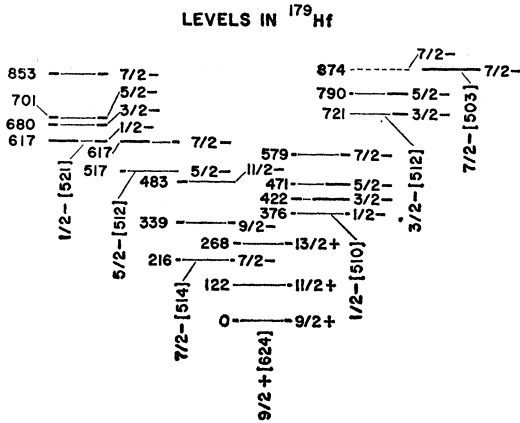 LEVELS IN 179Hf
7/2-
853 7/2- 874 7/2-
5/2-
701 790 5/2-
3/2-
680 721 3/2-
1/2-
617 617 7/2- 579 7/2-
517 5/2- 11/2-
483 471 5/2-
422 3/2-
376 1/2-
339 9/2-
268 13/2+
216 7/2-
122 11/2+
0 9/2+
1/2-[521]
5/2-[512]
7/2-[514]
9/2+[624]
1/2-[510]
3/2-[512]
7/2-[503]